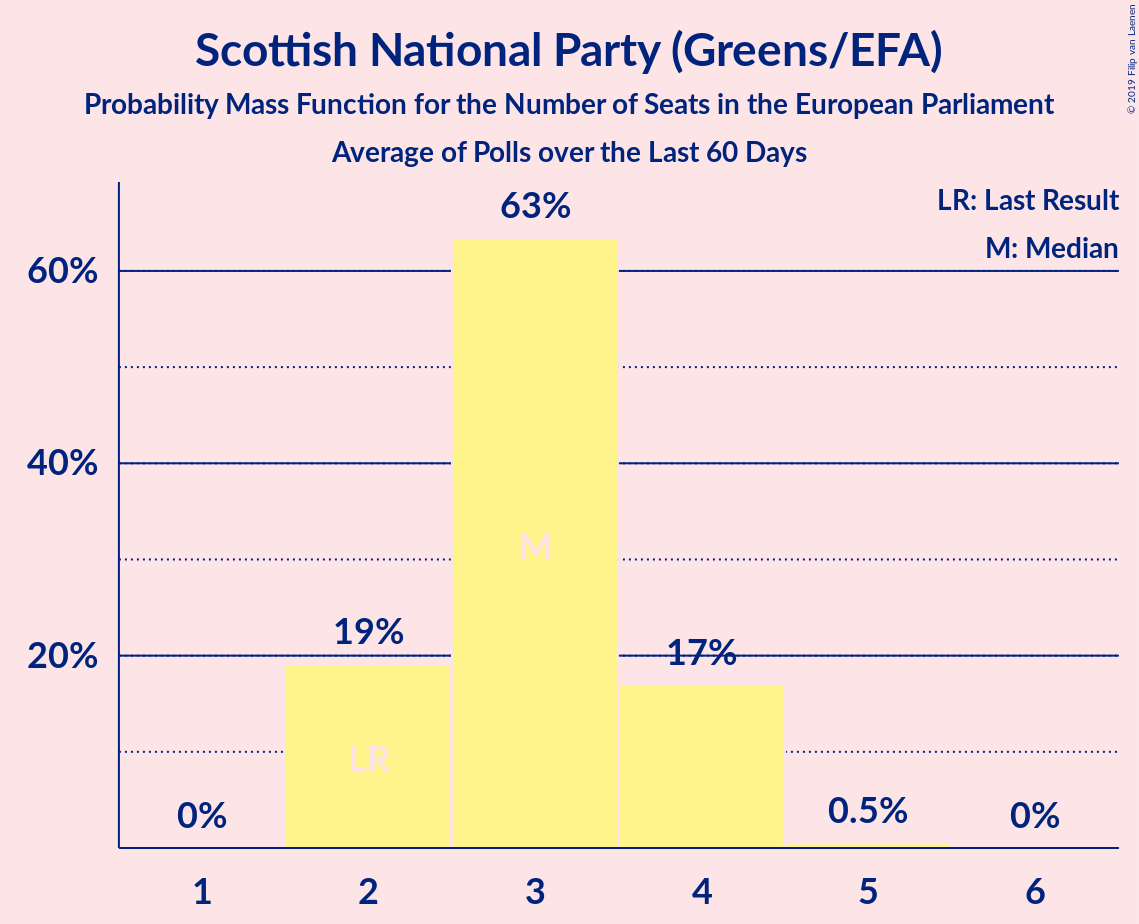 Scottish National Party (Greens/EFA)
Probability Mass Function for the Number of Seats in the European Parliament
Average of Polls over the Last 60 Days
© 2019 Filip van Laenen
LR: Last Result
M: Median
63%
60%
40%
M
19%
17%
20%
LR
0%
0.5%
0%
1 2 3 4 5 6